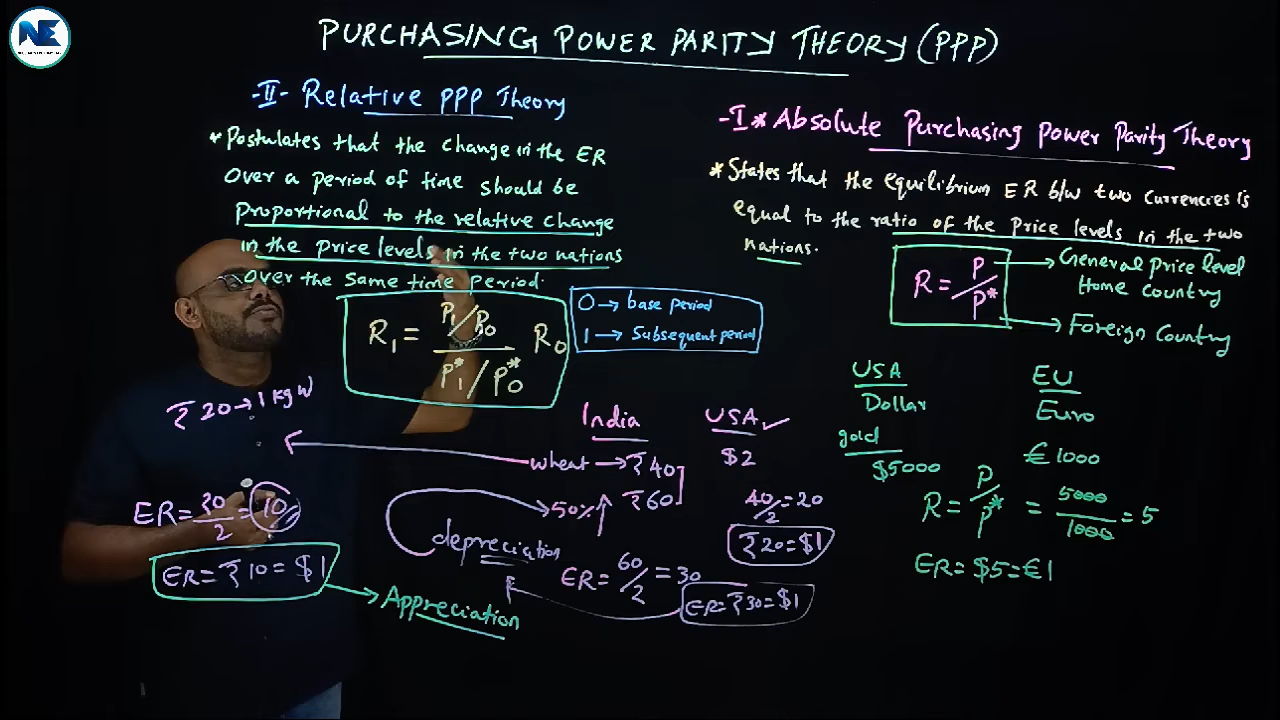 NE
PURCHASING POWER PARITY THEORY (PPP)
-II- Relative PPP Theory
* Postulates that the change in the ER
Over a period of time should be
Proportional to the relative change
in the price levels in the two nations
Over the Same time Period.
R₁ = P₁/P₀ / P₁*/P₀* R₀
0 → base period
1 → Subsequent period
-I* Absolute Purchasing Power Parity Theory
* States that the equilibrium ER b/w two currencies is
equal to the ratio of the Price levels in the two
nations.
R = P/P*
→ General Price level
Home Country
→ Foreign Country
USA
Dollar
gold
$5000
EU
Euro
€1000
R = P/P* = 5000/1000 = 5
ER = $5 = €1
India
USA ✓
wheat → ₹40
$2
₹60
50% ↑
40/2 = 20
₹20 = $1
depreciation
ER = 60/2 = 30
ER = ₹30 = $1
₹20 → 1 kg W
ER = 20/2 = 10
ER = ₹10 = $1
Appreciation